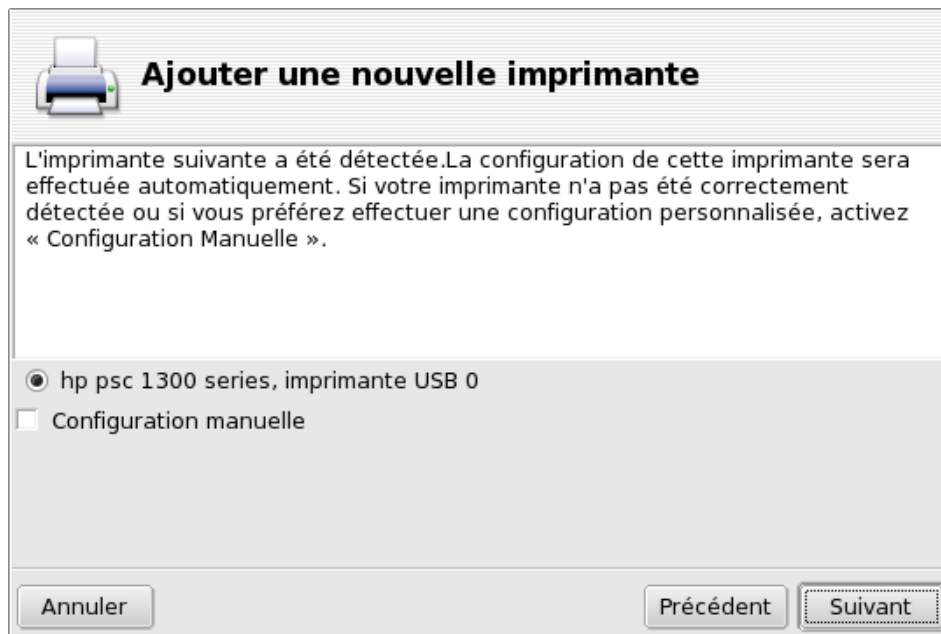 Ajouter une nouvelle imprimante
L'imprimante suivante a été détectée.La configuration de cette imprimante sera
effectuée automatiquement. Si votre imprimante n'a pas été correctement
détectée ou si vous préférez effectuer une configuration personnalisée, activez
« Configuration Manuelle ».
hp psc 1300 series, imprimante USB 0
Configuration manuelle
Annuler
Précédent
Suivant